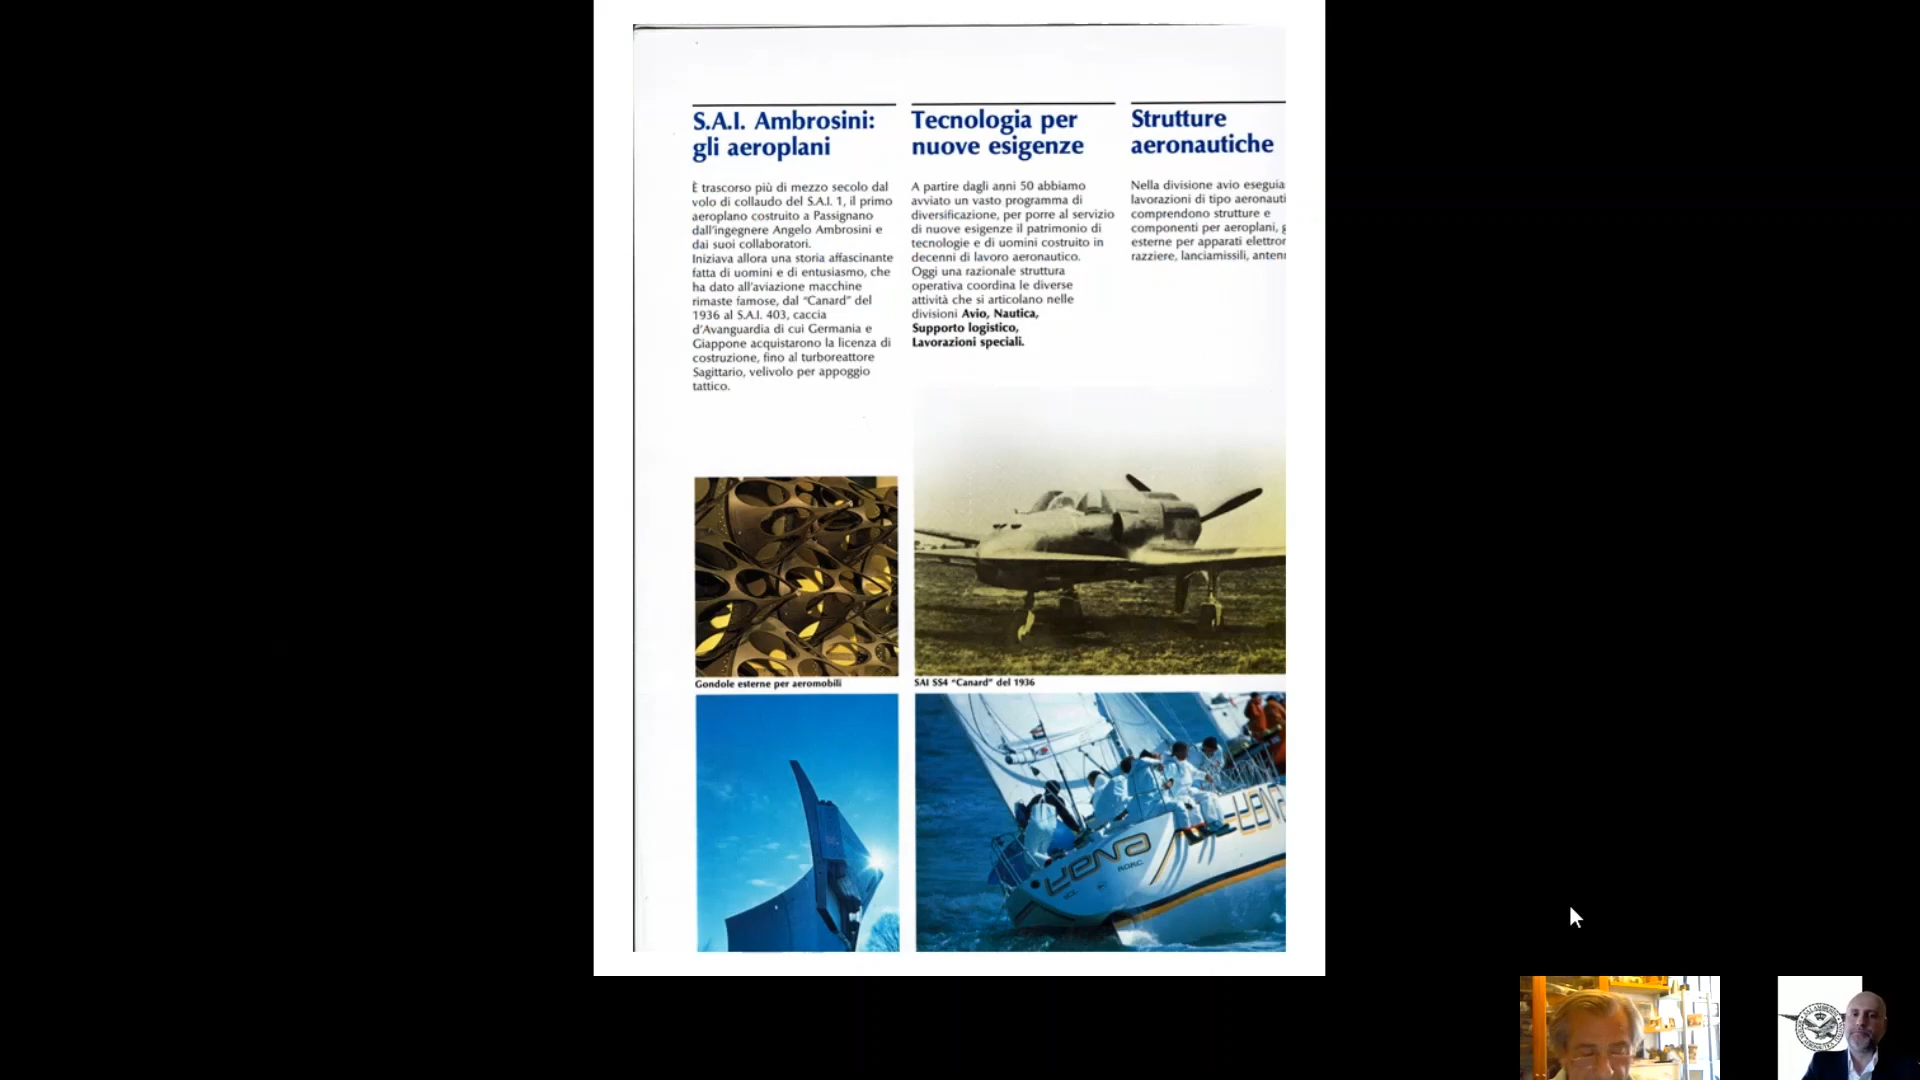 S.A.I. Ambrosini:
gli aeroplani
È trascorso più di mezzo secolo dal
volo di collaudo del S.A.I. 1, il primo
aeroplano costruito a Passignano
dall'ingegnere Angelo Ambrosini e
dai suoi collaboratori.
Iniziava allora una storia affascinante
fatta di uomini e di entusiasmo, che
ha dato all'aviazione macchine
rimaste famose, dal "Canard" del
1936 al S.A.I. 403, caccia
d'Avanguardia di cui Germania e
Giappone acquistarono la licenza di
costruzione, fino al turboreattore
Sagittario, velivolo per appoggio
tattico.
Tecnologia per
nuove esigenze
A partire dagli anni 50 abbiamo
avviato un vasto programma di
diversificazione, per porre al servizio
di nuove esigenze il patrimonio di
tecnologie e di uomini costruito in
decenni di lavoro aeronautico.
Oggi una razionale struttura
operativa coordina le diverse
attività che si articolano nelle
divisioni Avio, Nautica,
Supporto logistico,
Lavorazioni speciali.
Strutture
aeronautiche
Nella divisione avio eseguia
lavorazioni di tipo aeronauti
comprendono strutture e
componenti per aeroplani, g
esterne per apparati elettron
razziere, lanciamissili, antenn
Gondole esterne per aeromobili
SAI SS4 "Canard" del 1936
yena
R.O.M.C.
yena